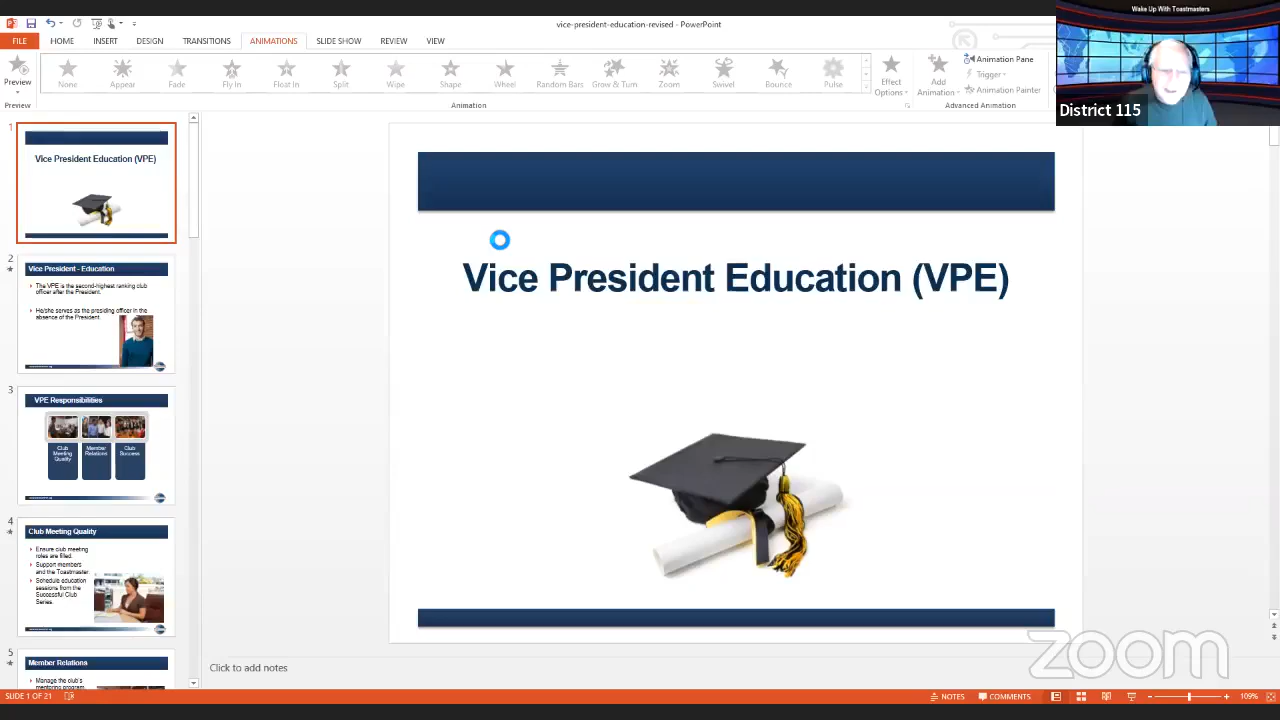 vice-president-education-revised - PowerPoint
Wake Up With Toastmasters
FILE HOME INSERT DESIGN TRANSITIONS ANIMATIONS SLIDE SHOW REVIEW VIEW
Preview
None Appear Fade Fly In Float In Split Wipe Shape Wheel Random Bars Grow & Turn Zoom Swivel Bounce Pulse
Effect Options
Add Animation
Animation Pane
Trigger
Animation Painter
Preview Animation Advanced Animation
District 115
1
Vice President Education (VPE)
2
Vice President - Education
The VPE is the second-highest ranking club
officer after the President.
He/she serves as the presiding officer in the
absence of the President.
3
VPE Responsibilities
Club Meeting Quality
Member Relations
Club Success
4
Club Meeting Quality
Ensure club meeting
roles are filled.
Support members
and the Toastmaster
Schedule education
sessions from the
Successful Club
Series.
5
Member Relations
Manage the club's
mentoring program.
Vice President Education (VPE)
Click to add notes
zoom
SLIDE 1 OF 21 NOTES COMMENTS 109%